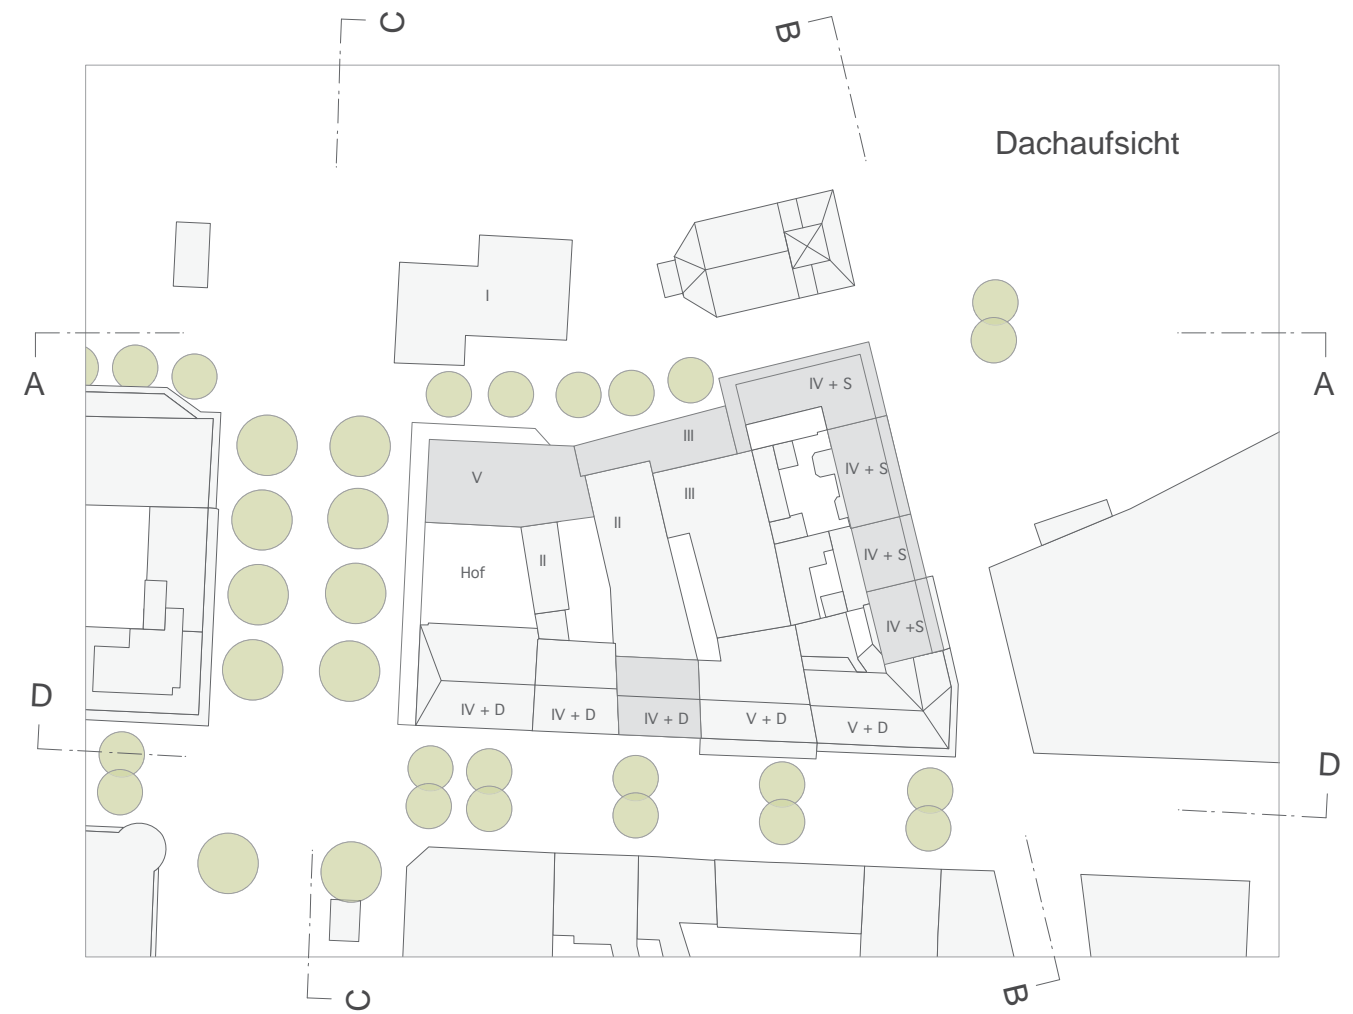 C
B
Dachaufsicht
I
A
A
IV + S
III
IV + S
V
III
II
IV + S
II
Hof
IV +S
D
IV + D
IV + D
IV + D
V + D
V + D
D
B
C